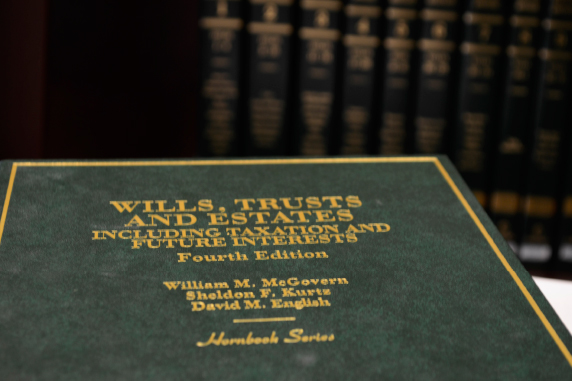 WILLS, TRUSTS
AND ESTATES
INCLUDING TAXATION AND
FUTURE INTERESTS
Fourth Edition
William M. McGovern
Sheldon F. Kurtz
David M. English
Hornbook Series